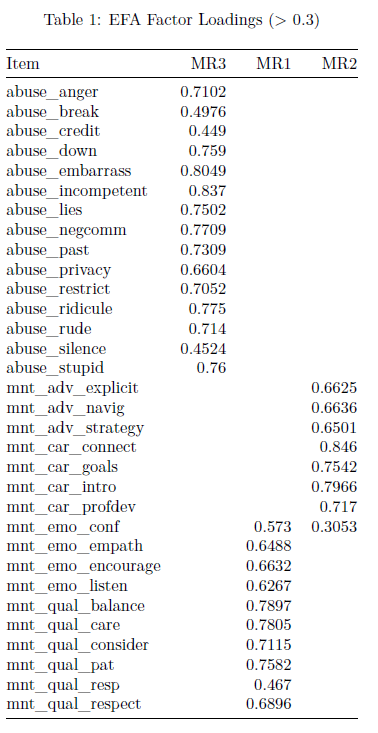 Table 1: EFA Factor Loadings (> 0.3)
Item MR3 MR1 MR2
abuse_anger 0.7102
abuse_break 0.4976
abuse_credit 0.449
abuse_down 0.759
abuse_embarrass 0.8049
abuse_incompetent 0.837
abuse_lies 0.7502
abuse_negcomm 0.7709
abuse_past 0.7309
abuse_privacy 0.6604
abuse_restrict 0.7052
abuse_ridicule 0.775
abuse_rude 0.714
abuse_silence 0.4524
abuse_stupid 0.76
mnt_adv_explicit 0.6625
mnt_adv_navig 0.6636
mnt_adv_strategy 0.6501
mnt_car_connect 0.846
mnt_car_goals 0.7542
mnt_car_intro 0.7966
mnt_car_profdev 0.717
mnt_emo_conf 0.573 0.3053
mnt_emo_empath 0.6488
mnt_emo_encourage 0.6632
mnt_emo_listen 0.6267
mnt_qual_balance 0.7897
mnt_qual_care 0.7805
mnt_qual_consider 0.7115
mnt_qual_pat 0.7582
mnt_qual_resp 0.467
mnt_qual_respect 0.6896